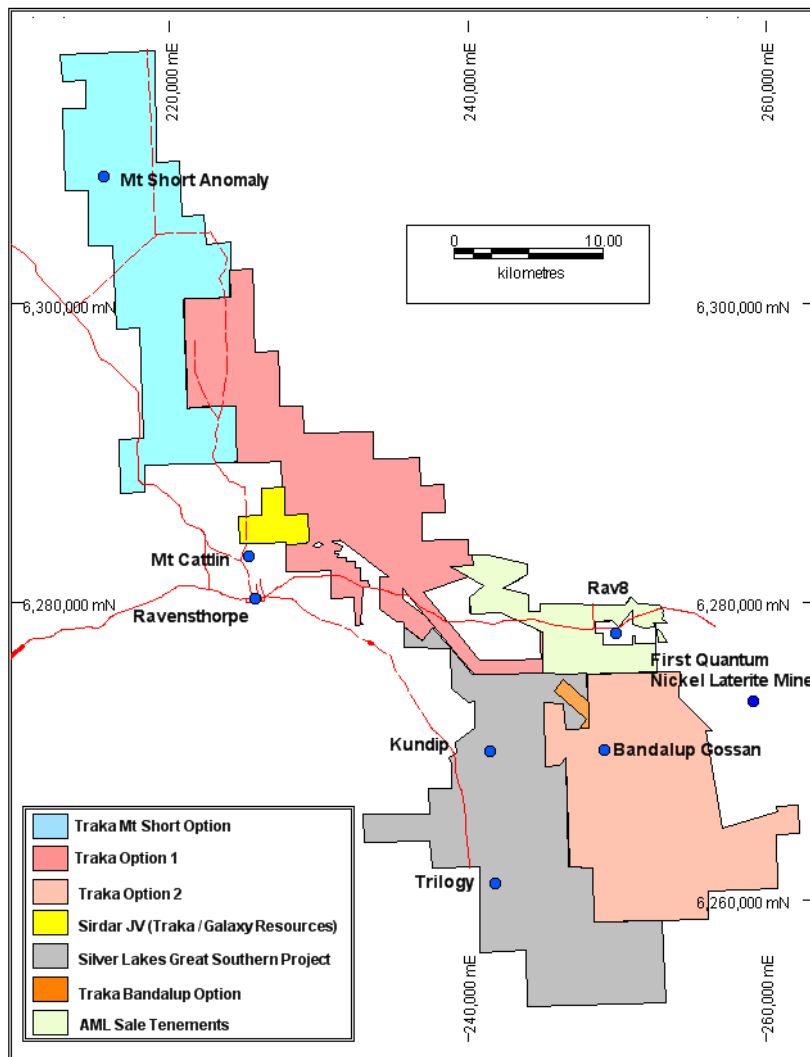 220,000 mE
240,000 mE
260,000 mE
Mt Short Anomaly
0 10.00
kilometres
6,300,000 mN
6,300,000 mN
Mt Cattlin
Rav8
6,280,000 mN
6,280,000 mN
Ravensthorpe
First Quantum
Nickel Laterite Mine
Kundip
Bandalup Gossan
Traka Mt Short Option
Traka Option 1
Trilogy
Traka Option 2
6,260,000 mN
Sirdar JV (Traka / Galaxy Resources)
Silver Lakes Great Southern Project
Traka Bandalup Option
AML Sale Tenements
240,000 mE
260,000 mE